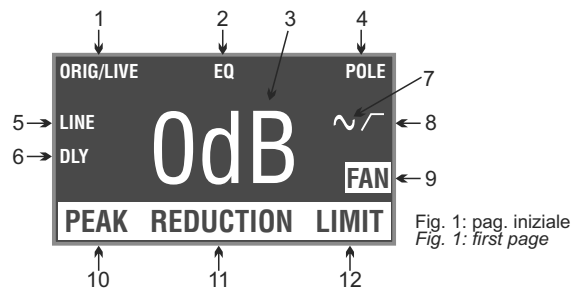 1 2 3 4
ORIG/LIVE EQ POLE
7
5 LINE 0dB 8
6 DLY
FAN 9
PEAK REDUCTION LIMIT
Fig. 1: pag. iniziale
Fig. 1: first page
10 11 12